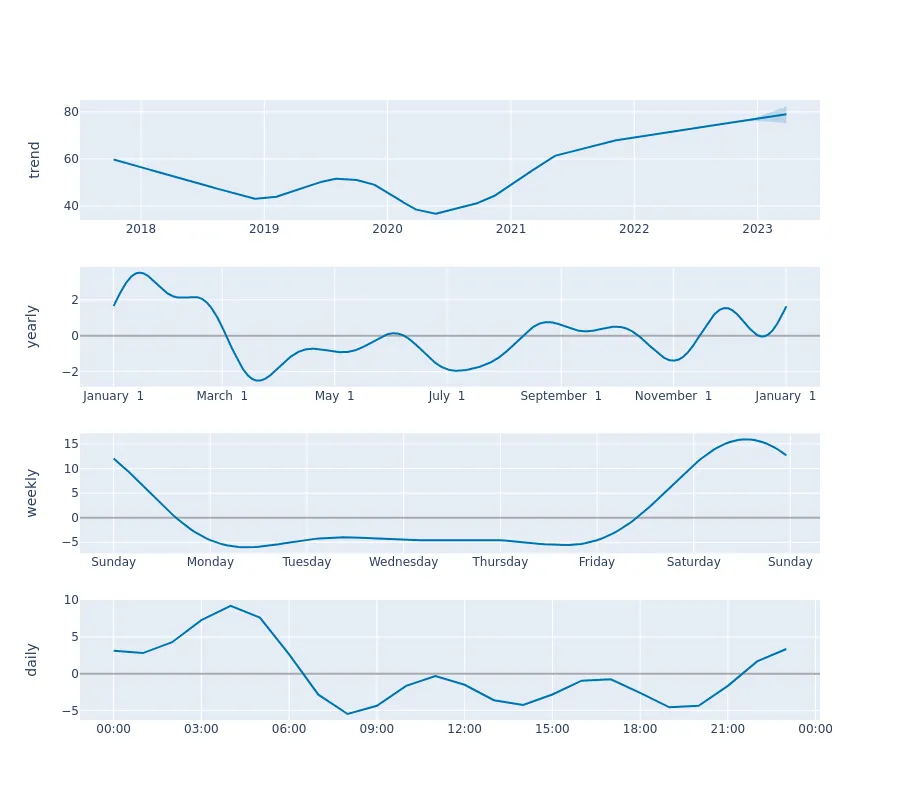 trend
80
60
40
2018 2019 2020 2021 2022 2023
yearly
2
0
−2
January 1 March 1 May 1 July 1 September 1 November 1 January 1
weekly
15
10
5
0
−5
Sunday Monday Tuesday Wednesday Thursday Friday Saturday Sunday
daily
10
5
0
−5
00:00 03:00 06:00 09:00 12:00 15:00 18:00 21:00 00:00